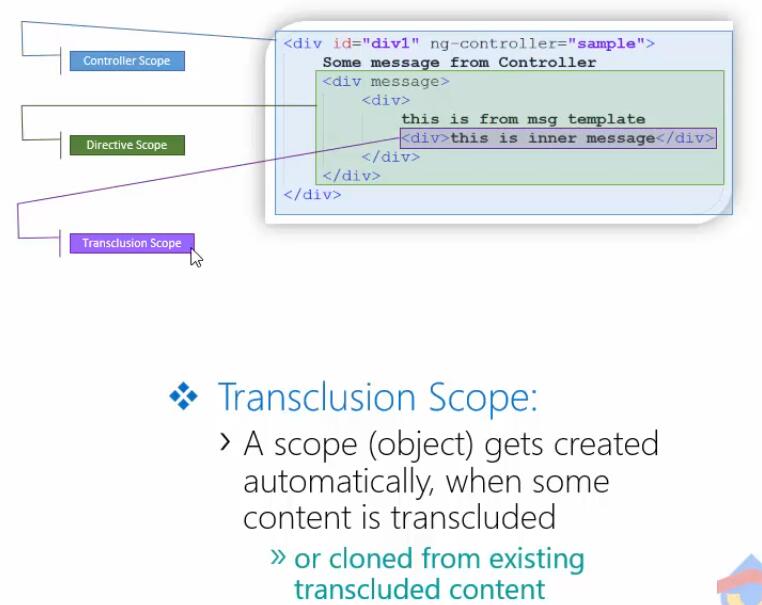 Controller Scope
Directive Scope
Transclusion Scope
<div id="div1" ng-controller="sample">
Some message from Controller
<div message>
<div>
this is from msg template
<div>this is inner message</div>
</div>
</div>
</div>
❖ Transclusion Scope:
› A scope (object) gets created
automatically, when some
content is transcluded
» or cloned from existing
transcluded content